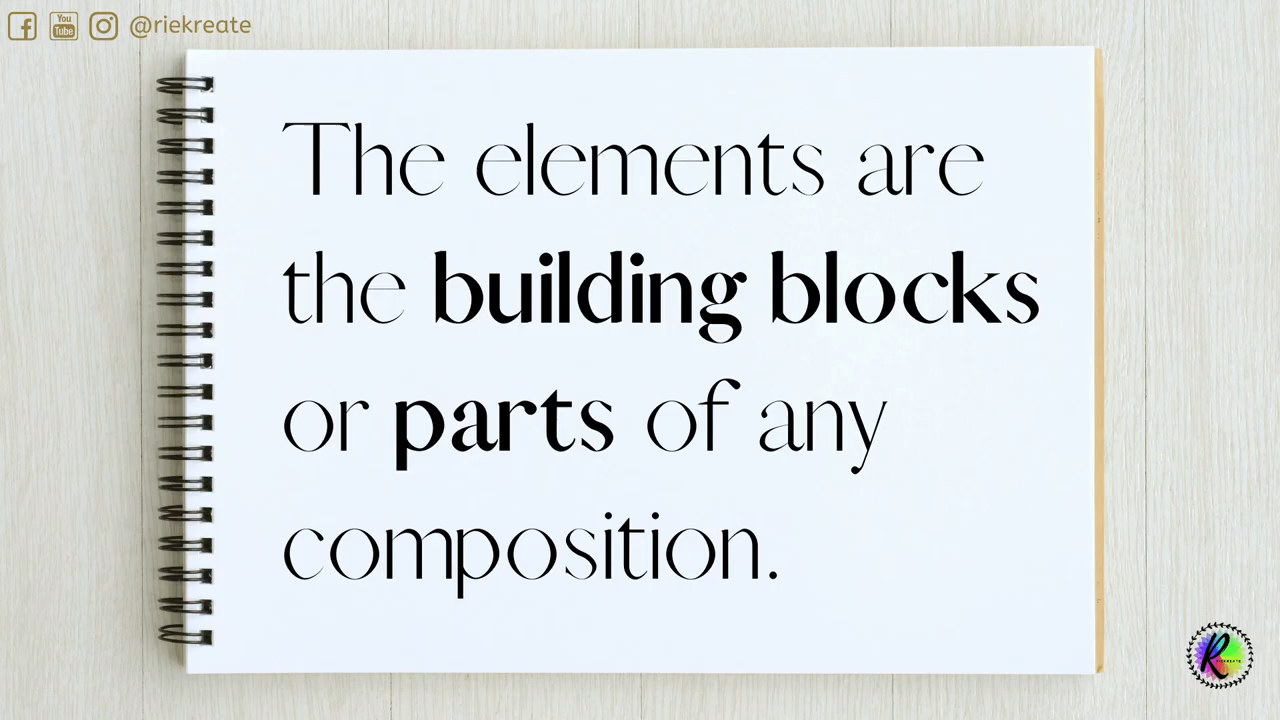 @riekreate
The elements are
the building blocks
or parts of any
composition.